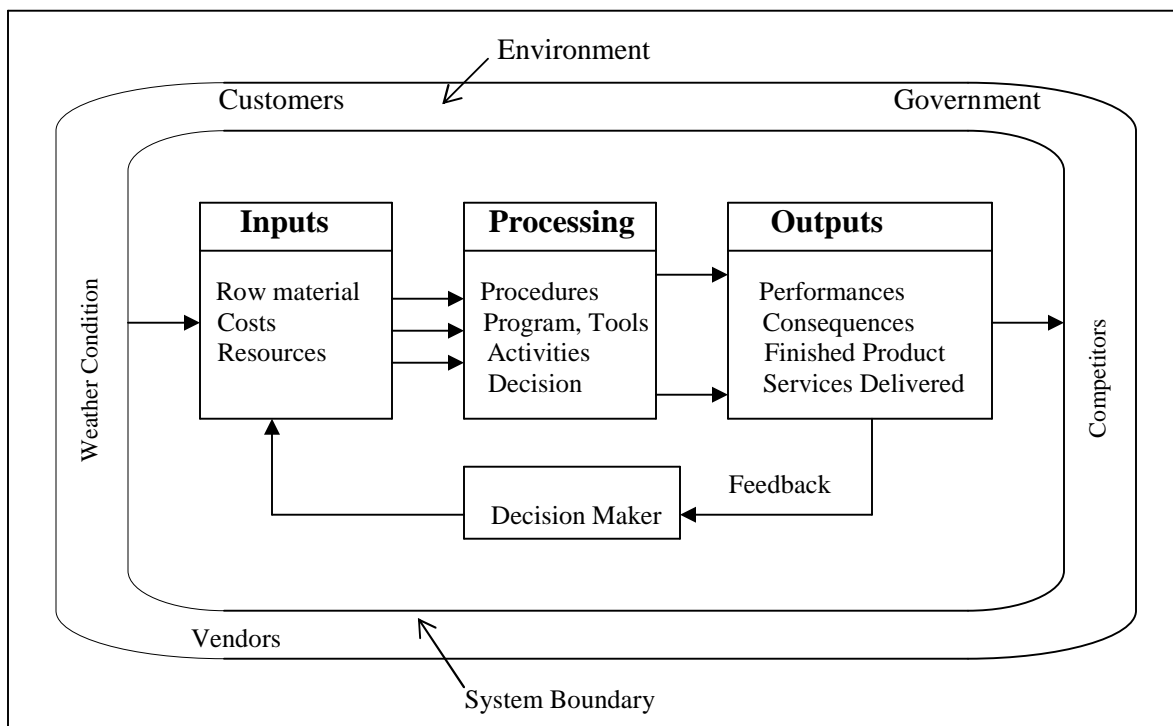 Environment
Customers
Government
Weather Condition
Inputs
Row material
Costs
Resources
Processing
Procedures
Program, Tools
Activities
Decision
Outputs
Performances
Consequences
Finished Product
Services Delivered
Competitors
Feedback
Decision Maker
Vendors
System Boundary